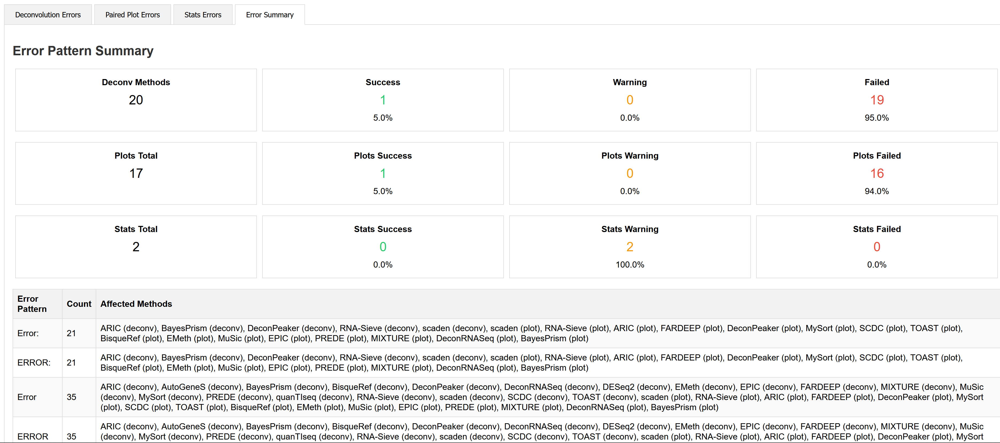 Deconvolution Errors Paired Plot Errors Stats Errors Error Summary
Error Pattern Summary
Deconv Methods Success Warning Failed
20 1 0 19
5.0% 0.0% 95.0%
Plots Total Plots Success Plots Warning Plots Failed
17 1 0 16
5.0% 0.0% 94.0%
Stats Total Stats Success Stats Warning Stats Failed
2 0 2 0
0.0% 100.0% 0.0%
Error Pattern Count Affected Methods
Error: 21 ARIC (deconv), BayesPrism (deconv), DeconPeaker (deconv), RNA-Sieve (deconv), scaden (deconv), scaden (plot), RNA-Sieve (plot), ARIC (plot), FARDEEP (plot), DeconPeaker (plot), MySort (plot), SCDC (plot), TOAST (plot),
BisqueRef (plot), EMeth (plot), MuSic (plot), EPIC (plot), PREDE (plot), MIXTURE (plot), DeconRNASeq (plot), BayesPrism (plot)
ERROR: 21 ARIC (deconv), BayesPrism (deconv), DeconPeaker (deconv), RNA-Sieve (deconv), scaden (deconv), scaden (plot), RNA-Sieve (plot), ARIC (plot), FARDEEP (plot), DeconPeaker (plot), MySort (plot), SCDC (plot), TOAST (plot),
BisqueRef (plot), EMeth (plot), MuSic (plot), EPIC (plot), PREDE (plot), MIXTURE (plot), DeconRNASeq (plot), BayesPrism (plot)
Error 35 ARIC (deconv), AutoGeneS (deconv), BayesPrism (deconv), BisqueRef (deconv), DeconPeaker (deconv), DeconRNASeq (deconv), DESeq2 (deconv), EMeth (deconv), EPIC (deconv), FARDEEP (deconv), MIXTURE (deconv), MuSic
(deconv), MySort (deconv), PREDE (deconv), quanTIseq (deconv), RNA-Sieve (deconv), scaden (deconv), SCDC (deconv), TOAST (deconv), scaden (plot), RNA-Sieve (plot), ARIC (plot), FARDEEP (plot), DeconPeaker (plot), MySort
(plot), SCDC (plot), TOAST (plot), BisqueRef (plot), EMeth (plot), MuSic (plot), EPIC (plot), PREDE (plot), MIXTURE (plot), DeconRNASeq (plot), BayesPrism (plot)
ERROR 35 ARIC (deconv), AutoGeneS (deconv), BayesPrism (deconv), BisqueRef (deconv), DeconPeaker (deconv), DeconRNASeq (deconv), DESeq2 (deconv), EMeth (deconv), EPIC (deconv), FARDEEP (deconv), MIXTURE (deconv), MuSic
(deconv), MySort (deconv), PREDE (deconv), quanTIseq (deconv), RNA-Sieve (deconv), scaden (deconv), SCDC (deconv), TOAST (deconv), scaden (plot), RNA-Sieve (plot), ARIC (plot), FARDEEP (plot), DeconPeaker (plot), MySort